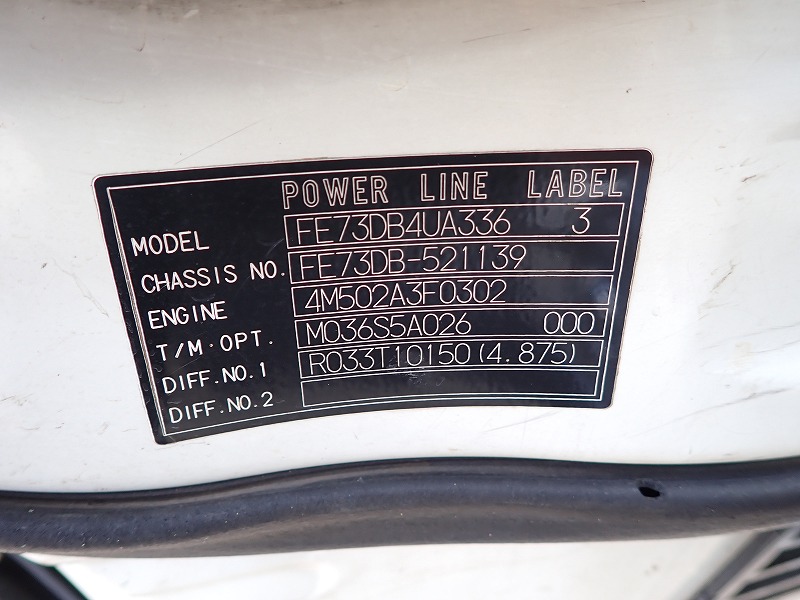 POWER LINE LABEL
MODEL FE73DB4UA336 3
CHASSIS NO. FE73DB-521139
ENGINE 4M502A3F0302
T/M·OPT. M036S5A026 000
DIFF.NO.1 R033T10150(4.875)
DIFF.NO.2